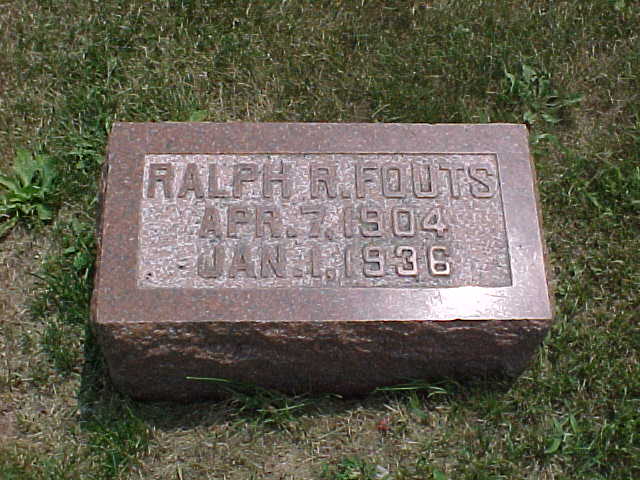 RALPH R. FOUTS
APR. 7, 1904
JAN. 1, 1936